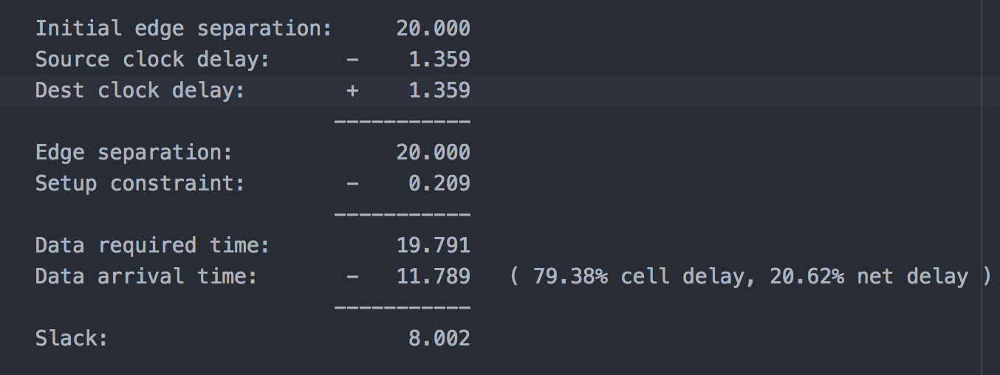 Initial edge separation:     20.000
Source clock delay:      -    1.359
Dest clock delay:        +    1.359
                        -----------
Edge separation:             20.000
Setup constraint:        -    0.209
                        -----------
Data required time:          19.791
Data arrival time:       -   11.789   ( 79.38% cell delay, 20.62% net delay )
                        -----------
Slack:                        8.002